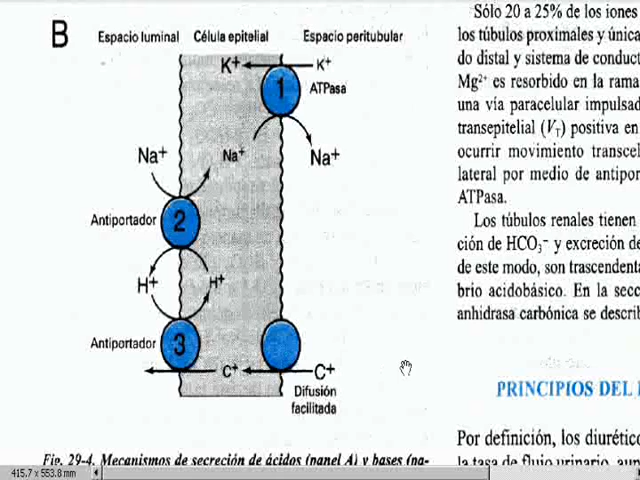 B
Espacio luminal Célula epitelial Espacio peritubular
K+ K+
1 ATPasa
Na+ Na+ Na+
Antiportador 2
H+ H+
Antiportador 3
C+ C+
Difusión
facilitada
Fig. 29-4. Mecanismos de secreción de ácidos (panel A) y bases (pa-
Sólo 20 a 25% de los iones
los túbulos proximales y única
do distal y sistema de conduct
Mg2+ es resorbido en la rama
una vía paracelular impulsad
transepitelial (VT) positiva en
ocurrir movimiento transcel
lateral por medio de antipor
ATPasa.
Los túbulos renales tienen
ción de HCO3− y excreción de
de este modo, son trascendenta
brio acidobásico. En la secc
anhidrasa carbónica se describ
PRINCIPIOS DEL
Por definición, los diurétic
la tasa de flujo urinario, aun
415.7 x 553.8 mm